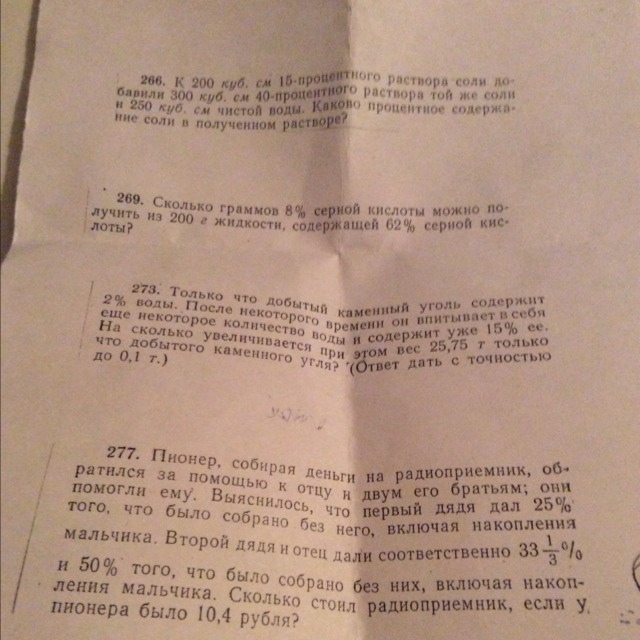 266. К 200 куб. см 15-процентного раствора соли до-
бавили 300 куб. см 40-процентного раствора той же соли
и 250 куб. см чистой воды. Каково процентное содержа-
ние соли в полученном растворе?
269. Сколько граммов 8% серной кислоты можно по-
лучить из 200 г жидкости, содержащей 62% серной кис-
лоты?
273. Только что добытый каменный уголь содержит
2% воды. После некоторого времени он впитывает в себя
еще некоторое количество воды и содержит уже 15% ее.
На сколько увеличивается при этом вес 25,75 т только
что добытого каменного угля? (Ответ дать с точностью
до 0,1 т.)
277. Пионер, собирая деньги на радиоприемник, об-
ратился за помощью к отцу и двум его братьям; они
помогли ему. Выяснилось, что первый дядя дал 25%
того, что было собрано без него, включая накопления
мальчика. Второй дядя и отец дали соответственно 33 1/3 %
и 50% того, что было собрано без них, включая накоп-
ления мальчика. Сколько стоил радиоприемник, если у
пионера было 10,4 рубля?